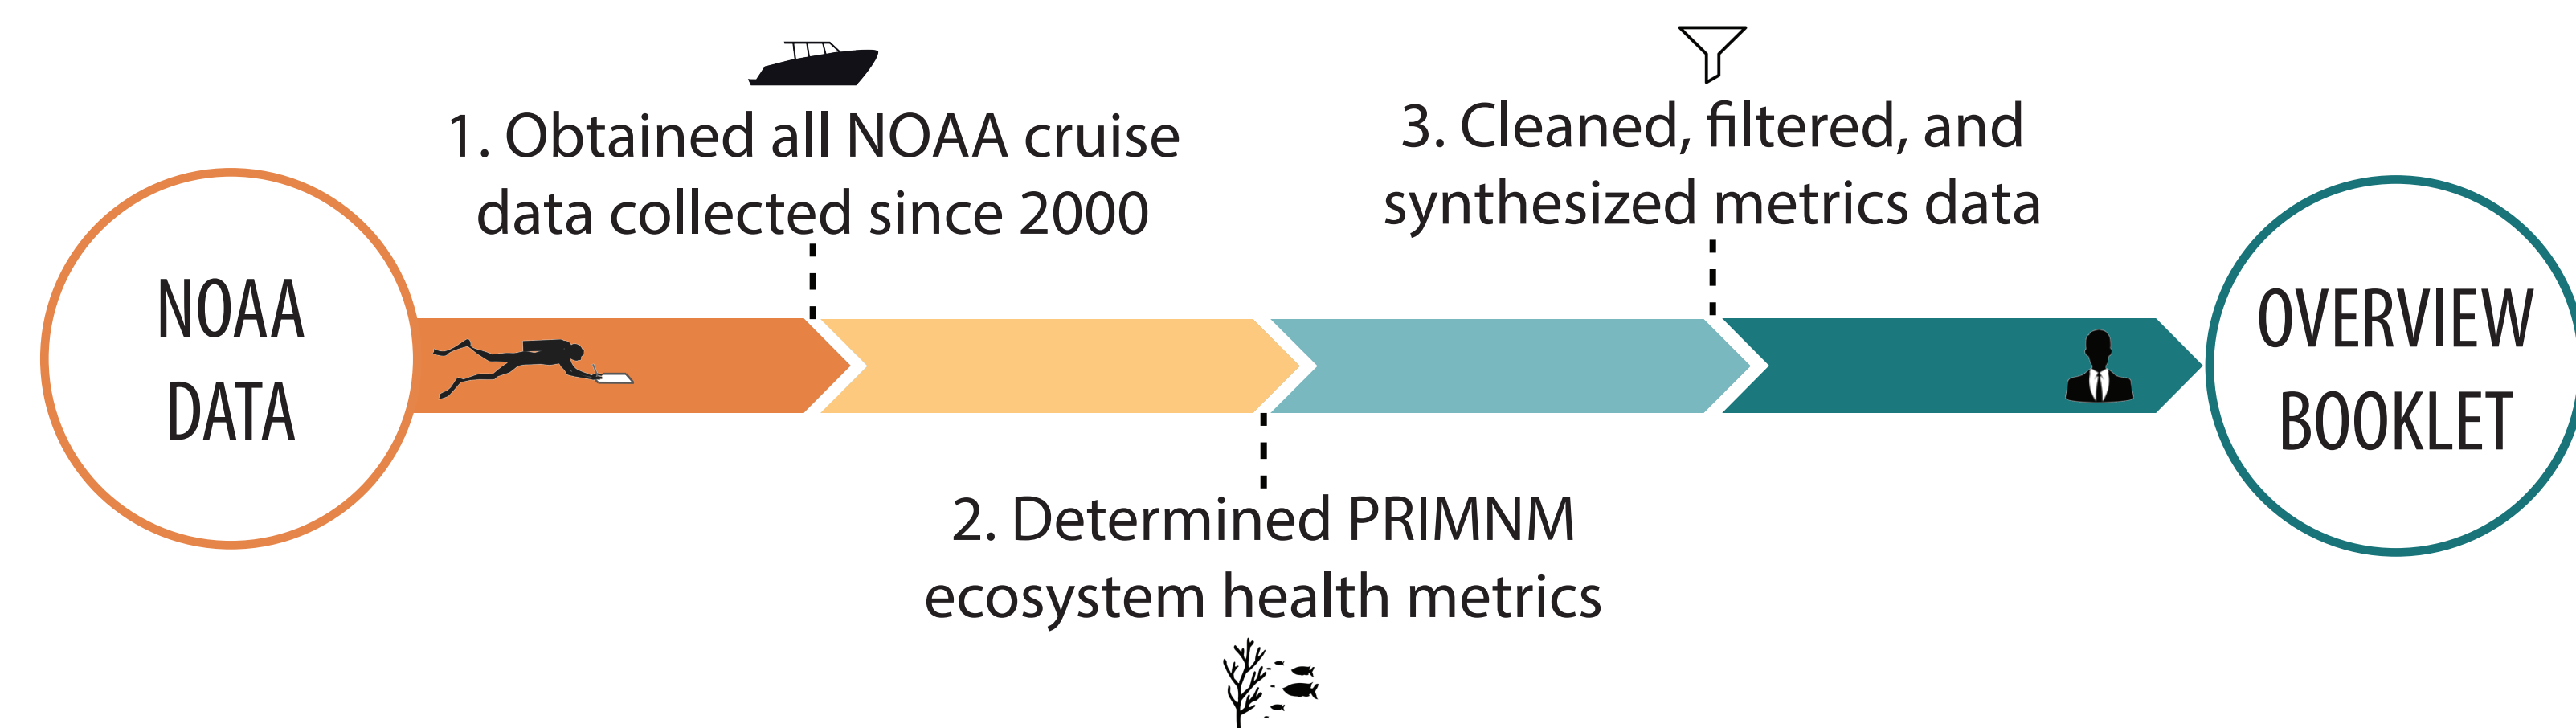 NOAA
DATA
1. Obtained all NOAA cruise
data collected since 2000
2. Determined PRIMNM
ecosystem health metrics
3. Cleaned, filtered, and
synthesized metrics data
OVERVIEW
BOOKLET